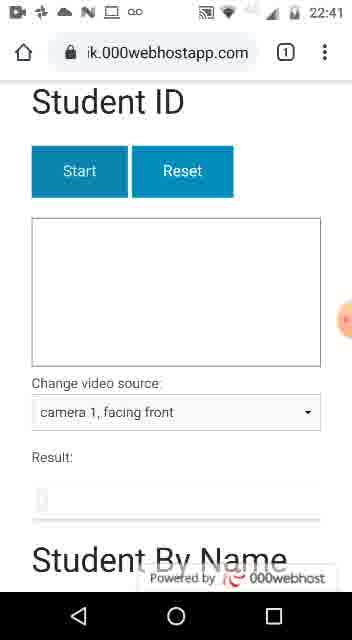 22:41
ik.000webhostapp.com
1
Student ID
Start Reset
Change video source:
camera 1, facing front
Result:
Student By Name
Powered by 000webhost